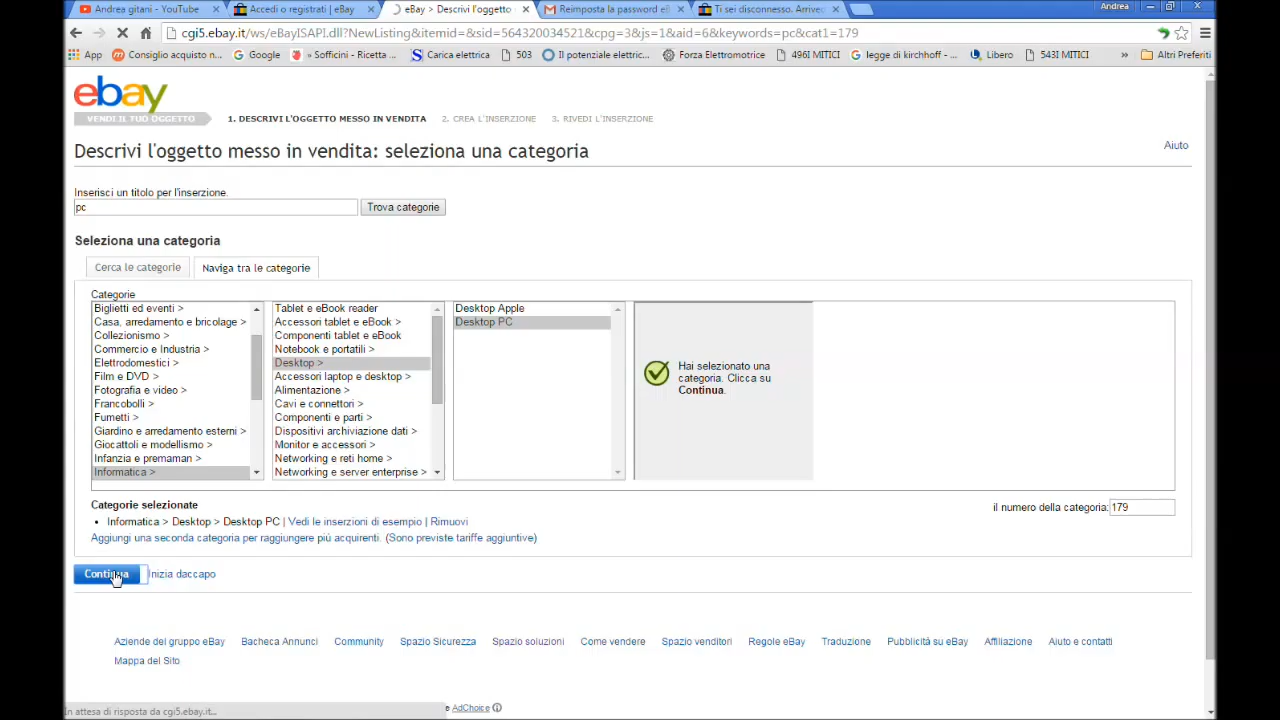 Andrea gitani - YouTube
Accedi o registrati | eBay
eBay > Descrivi l'oggetto
Reimposta la password eB
Ti sei disconnesso. Arrivec
Andrea
cgi5.ebay.it/ws/eBayISAPI.dll?NewListing&itemid=&sid=564320034521&cpg=3&js=1&aid=6&keywords=pc&cat1=179
App
Consiglio acquisto n...
Google
» Sofficini - Ricetta ...
Carica elettrica
503
Il potenziale elettric...
Forza Elettromotrice
496I MITICI
legge di kirchhoff - ...
Libero
543I MITICI
»
Altri Preferiti
ebay
VENDI IL TUO OGGETTO
1. DESCRIVI L'OGGETTO MESSO IN VENDITA
2. CREA L'INSERZIONE
3. RIVEDI L'INSERZIONE
Descrivi l'oggetto messo in vendita: seleziona una categoria
Aiuto
Inserisci un titolo per l'inserzione.
pc
Trova categorie
Seleziona una categoria
Cerca le categorie
Naviga tra le categorie
Categorie
Biglietti ed eventi >
Casa, arredamento e bricolage >
Collezionismo >
Commercio e Industria >
Elettrodomestici >
Film e DVD >
Fotografia e video >
Francobolli >
Fumetti >
Giardino e arredamento esterni >
Giocattoli e modellismo >
Infanzia e premaman >
Informatica >
Tablet e eBook reader
Accessori tablet e eBook >
Componenti tablet e eBook
Notebook e portatili >
Desktop >
Accessori laptop e desktop >
Alimentazione >
Cavi e connettori >
Componenti e parti >
Dispositivi archiviazione dati >
Monitor e accessori >
Networking e reti home >
Networking e server enterprise >
Desktop Apple
Desktop PC
Hai selezionato una
categoria. Clicca su
Continua.
Categorie selezionate
il numero della categoria: 179
• Informatica > Desktop > Desktop PC | Vedi le inserzioni di esempio | Rimuovi
Aggiungi una seconda categoria per raggiungere più acquirenti. (Sono previste tariffe aggiuntive)
Continua
Inizia daccapo
Aziende del gruppo eBay
Bacheca Annunci
Community
Spazio Sicurezza
Spazio soluzioni
Come vendere
Spazio venditori
Regole eBay
Traduzione
Pubblicità su eBay
Affiliazione
Aiuto e contatti
Mappa del Sito
In attesa di risposta da cgi5.ebay.it...
e AdChoice